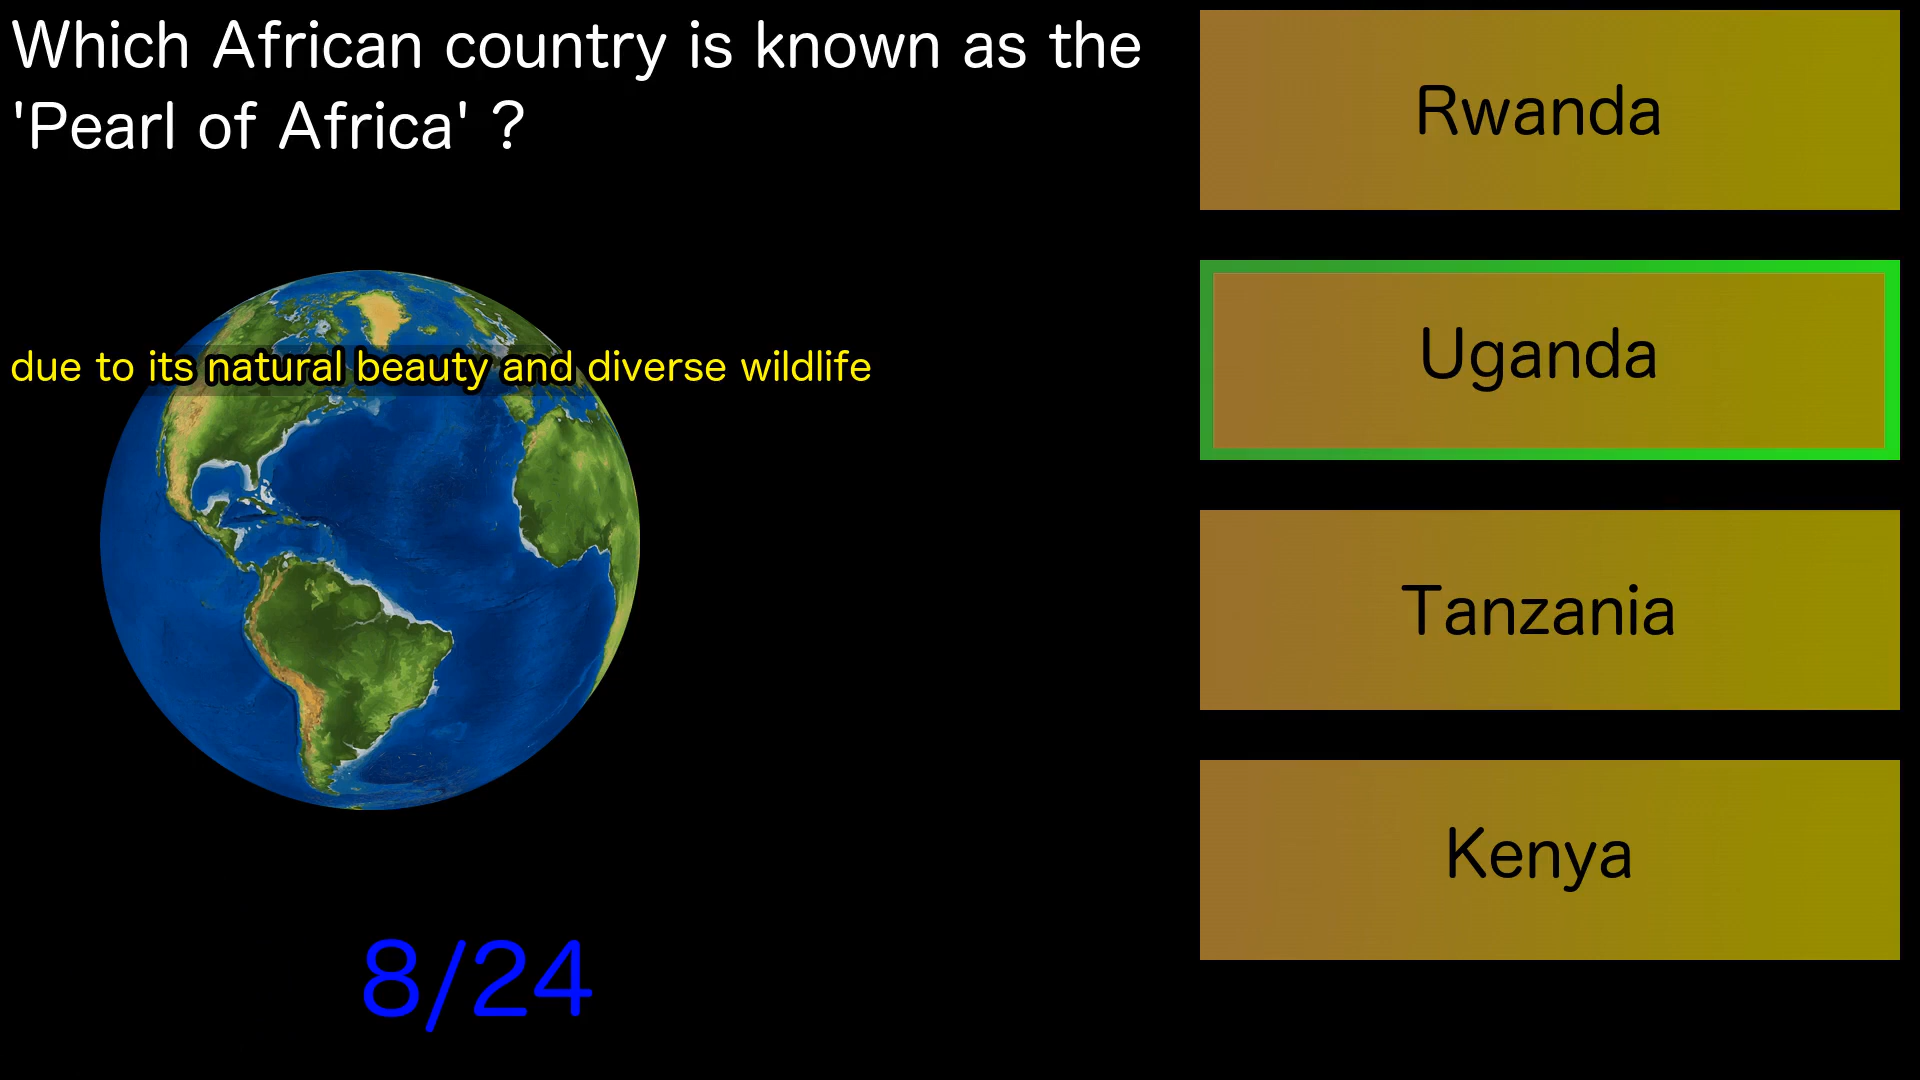 Which African country is known as the
'Pearl of Africa' ?
due to its natural beauty and diverse wildlife
Rwanda
Uganda
Tanzania
Kenya
8/24